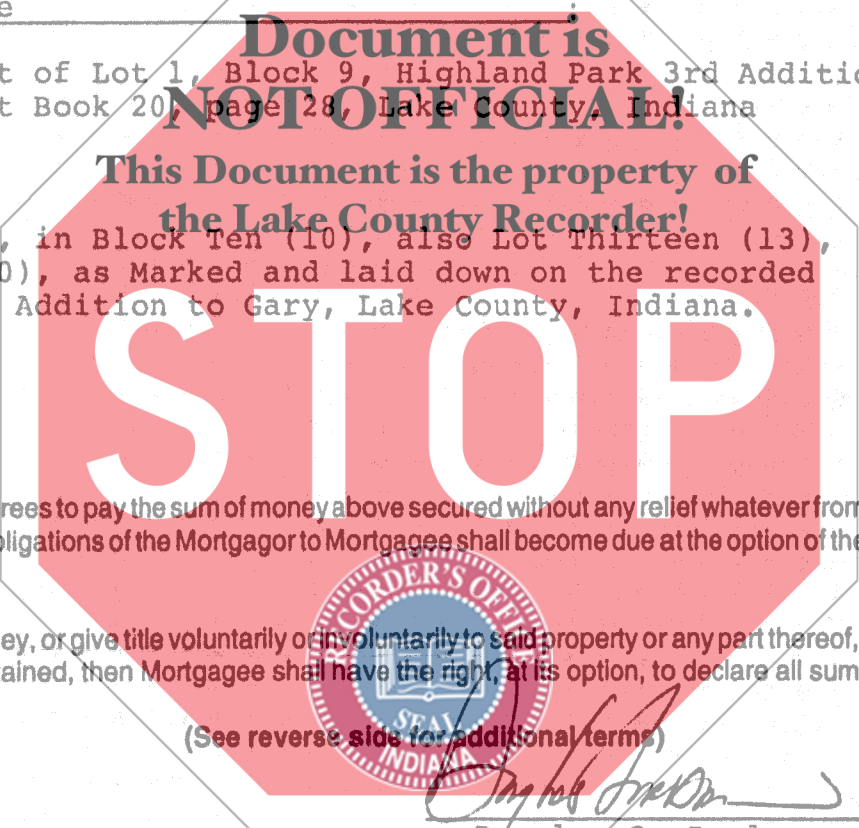 e
Document is
t of Lot 1, Block 9, Highland Park 3rd Additio
NOT OFFICIAL!
t Book 20, page 28, Lake County, Indiana
This Document is the property of
the Lake County Recorder!
, in Block Ten (10), also Lot Thirteen (13),
0), as Marked and laid down on the recorded
Addition to Gary, Lake County, Indiana.
STOP
rees to pay the sum of money above secured without any relief whatever from
ligations of the Mortgagor to Mortgagee shall become due at the option of the
RECORDER'S OFFICE
ey, or give title voluntarily or involuntarily to said property or any part thereof,
tained, then Mortgagee shall have the right, at its option, to declare all sum
SEAL
(See reverse side for additional terms)
INDIANA